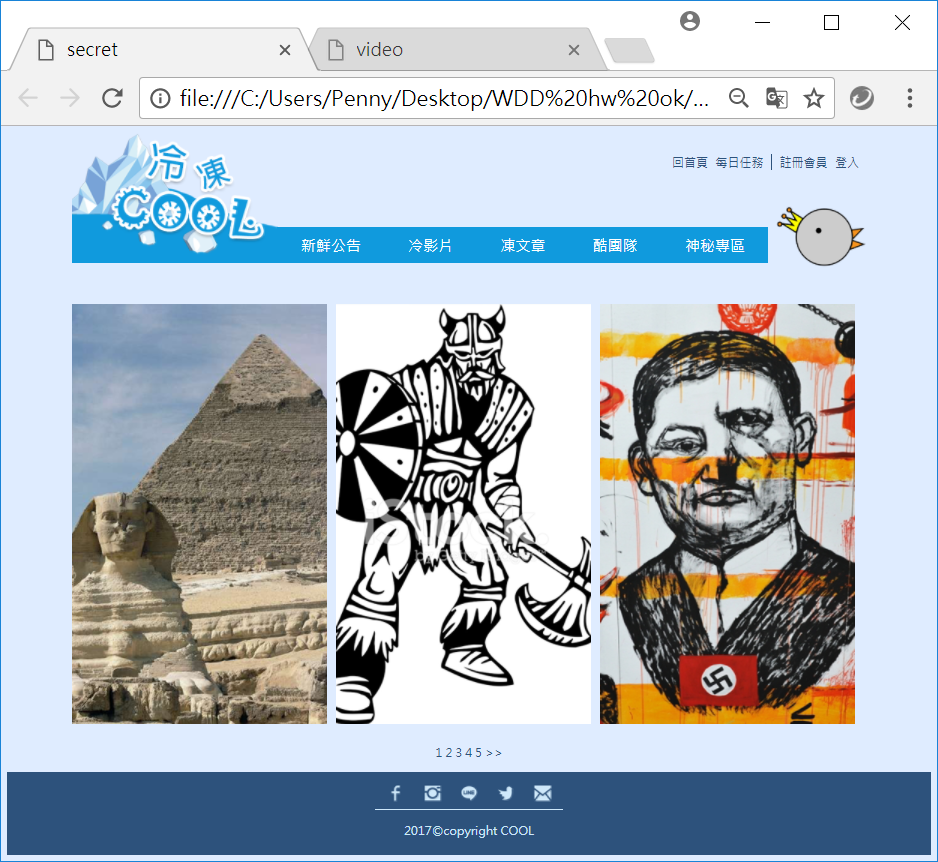 secret
video
file:///C:/Users/Penny/Desktop/WDD%20hw%20ok/...
冷凍
COOL
回首頁 每日任務 | 註冊會員 登入
新鮮公告 冷影片 凍文章 酷團隊 神秘專區
1 2 3 4 5 > >
2017©copyright COOL